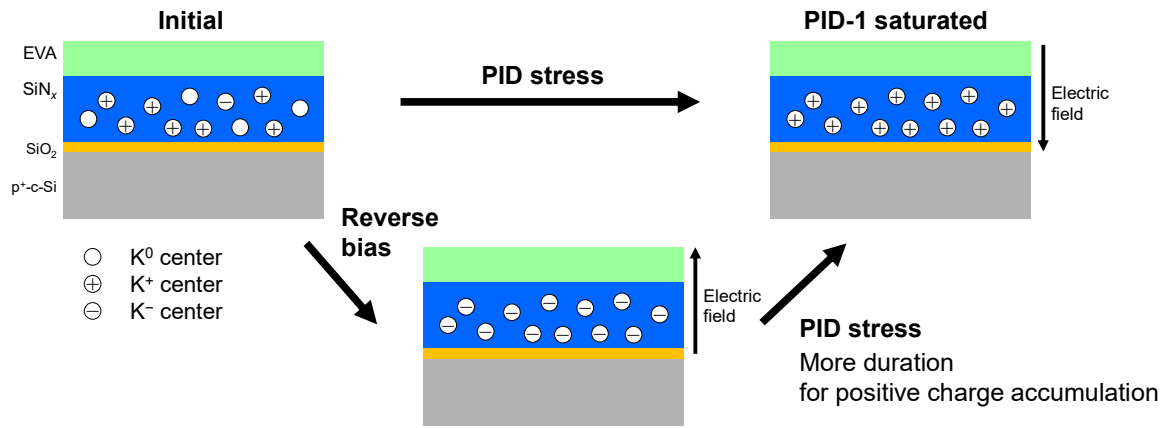 Initial
PID-1 saturated
EVA
SiNₓ
SiO₂
p⁺-c-Si
PID stress
Electric
field
K⁰ center
K⁺ center
K⁻ center
Reverse
bias
Electric
field
PID stress
More duration
for positive charge accumulation